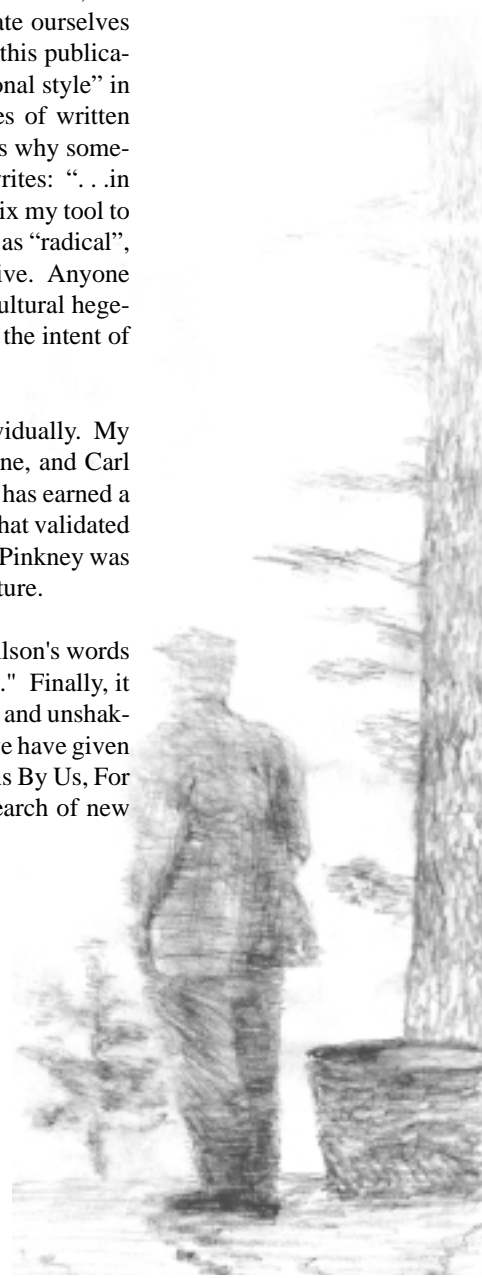 ate ourselves
this publica-
onal style” in
es of written
s why some-
rites: “. . .in
ix my tool to
as “radical”,
ive. Anyone
ultural hege-
the intent of
vidually. My
ne, and Carl
has earned a
hat validated
Pinkney was
ture.
lson's words
." Finally, it
and unshak-
e have given
s By Us, For
earch of new